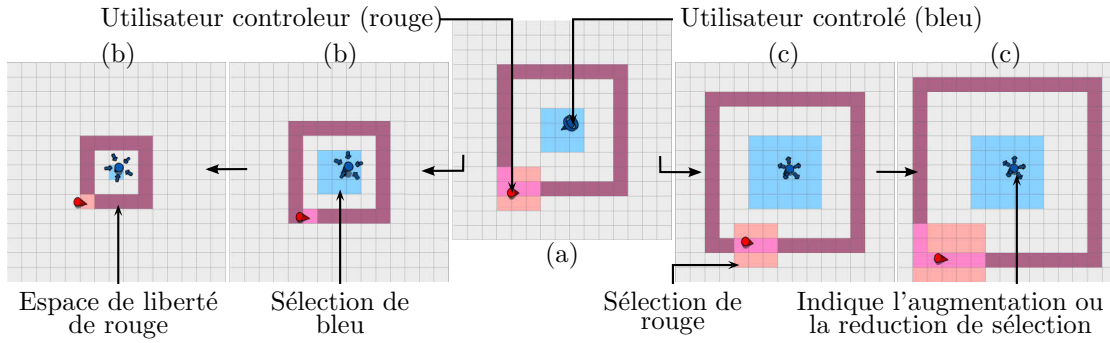 Utilisateur controleur (rouge)
Utilisateur controlé (bleu)
(b)
(b)
(c)
(c)
(a)
Espace de liberté
de rouge
Sélection de
bleu
Sélection de
rouge
Indique l'augmentation ou
la reduction de sélection